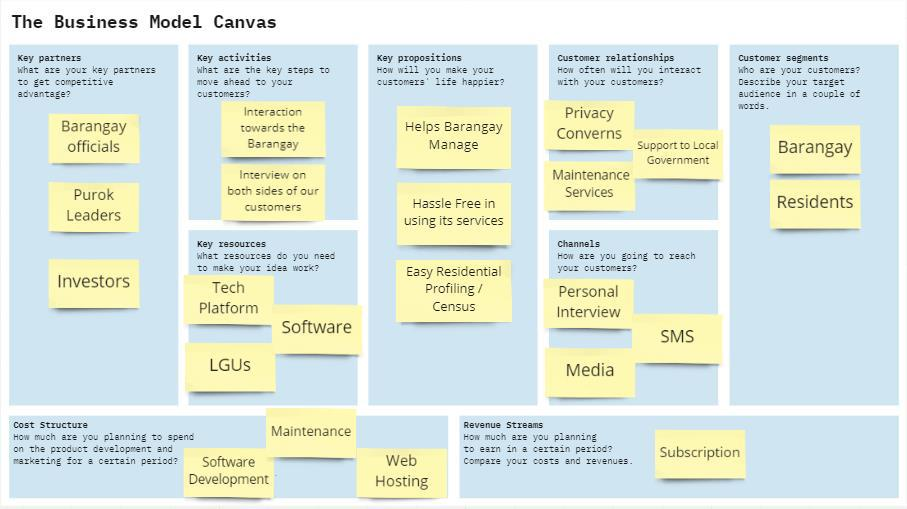 The Business Model Canvas
Key partners
What are your key partners
to get competitive
advantage?
Barangay
officials
Purok
Leaders
Investors
Key activities
What are the key steps to
move ahead to your
customers?
Interaction
towards the
Barangay
Interview on
both sides of our
customers
Key resources
What resources do you need
to make your idea work?
Tech
Platform
Software
LGUs
Key propositions
How will you make your
customers' life happier?
Helps Barangay
Manage
Hassle Free in
using its services
Easy Residential
Profiling /
Census
Customer relationships
How often will you interact
with your customers?
Privacy
Converns
Support to Local
Government
Maintenance
Services
Channels
How are you going to reach
your customers?
Personal
Interview
SMS
Media
Customer segments
Who are your customers?
Describe your target
audience in a couple of
words.
Barangay
Residents
Cost Structure
How much are you planning to spend
on the product development and
marketing for a certain period?
Maintenance
Software
Development
Web
Hosting
Revenue Streams
How much are you planning
to earn in a certain period?
Compare your costs and revenues.
Subscription